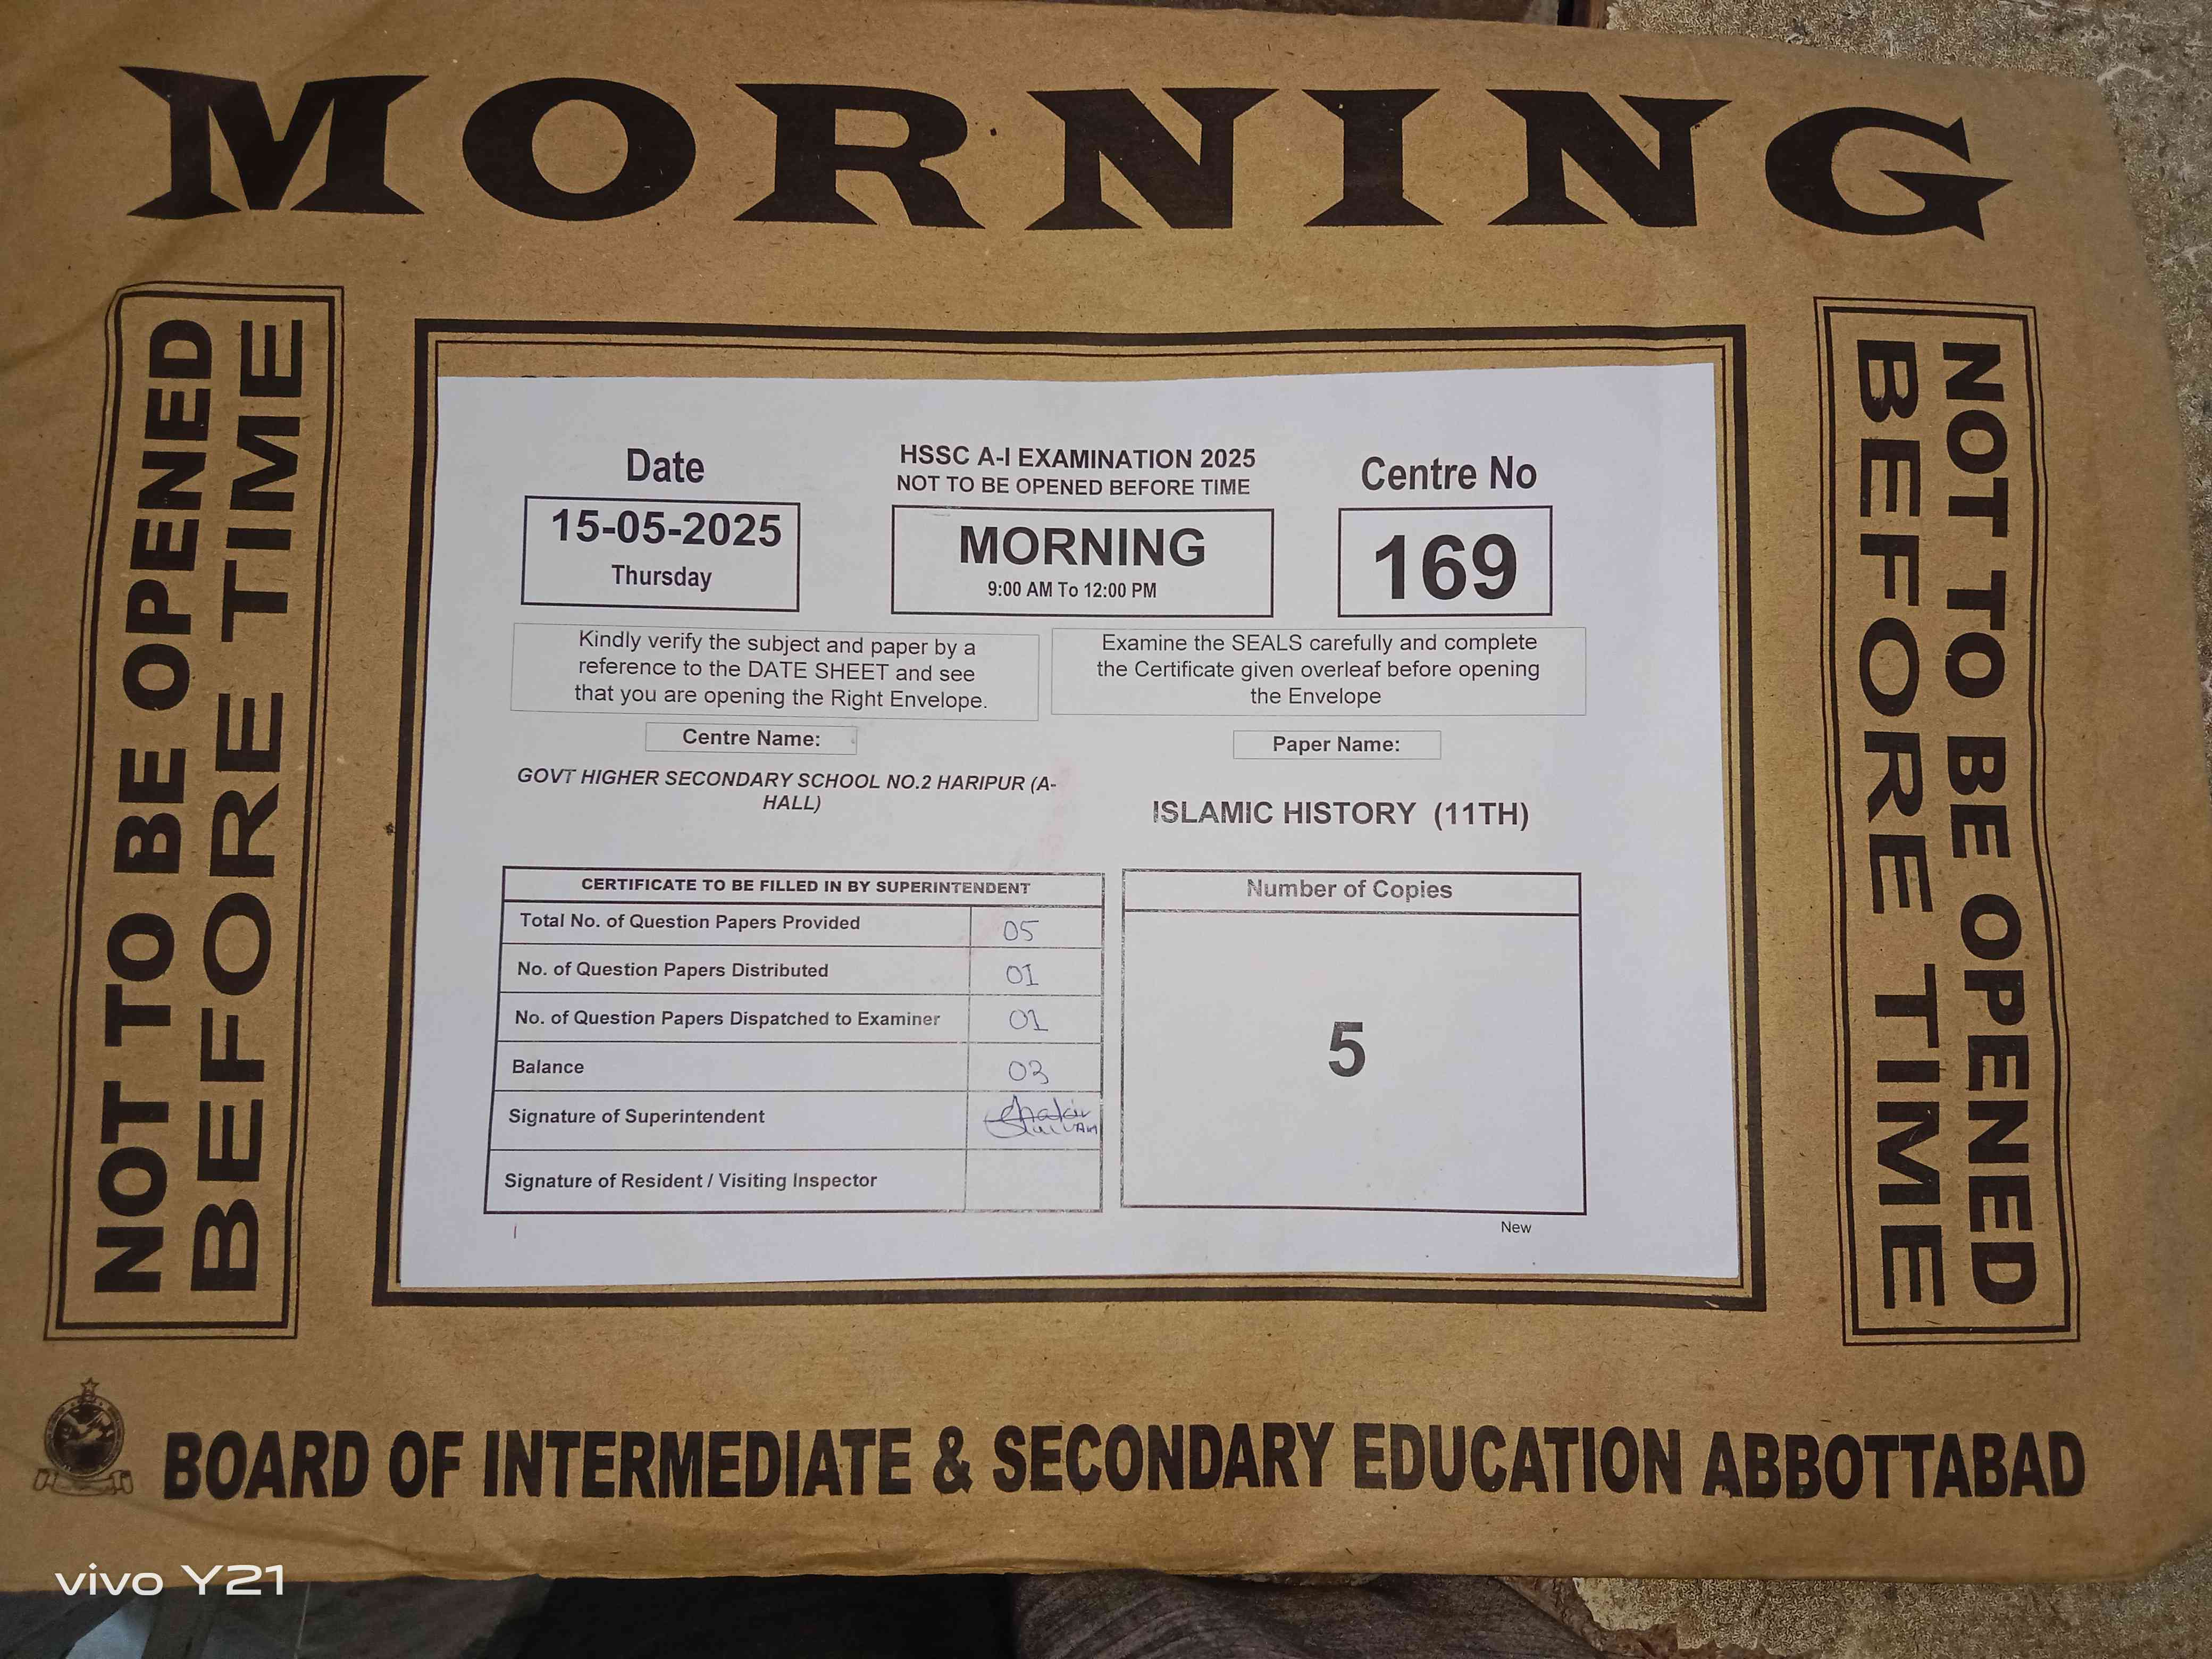 MORNING
NOT TO BE OPENED
BEFORE TIME
Date
15-05-2025
Thursday
HSSC A-I EXAMINATION 2025
NOT TO BE OPENED BEFORE TIME
MORNING
9:00 AM To 12:00 PM
Centre No
169
Kindly verify the subject and paper by a
reference to the DATE SHEET and see
that you are opening the Right Envelope.
Examine the SEALS carefully and complete
the Certificate given overleaf before opening
the Envelope
Centre Name:
GOVT HIGHER SECONDARY SCHOOL NO.2 HARIPUR (A-
HALL)
Paper Name:
ISLAMIC HISTORY (11TH)
CERTIFICATE TO BE FILLED IN BY SUPERINTENDENT
Total No. of Question Papers Provided 05
No. of Question Papers Distributed 01
No. of Question Papers Dispatched to Examiner 01
Balance 03
Signature of Superintendent
Signature of Resident / Visiting Inspector
Number of Copies
5
New
NOT TO BE OPENED
BEFORE TIME
BOARD OF INTERMEDIATE & SECONDARY EDUCATION ABBOTTABAD
vivo Y21